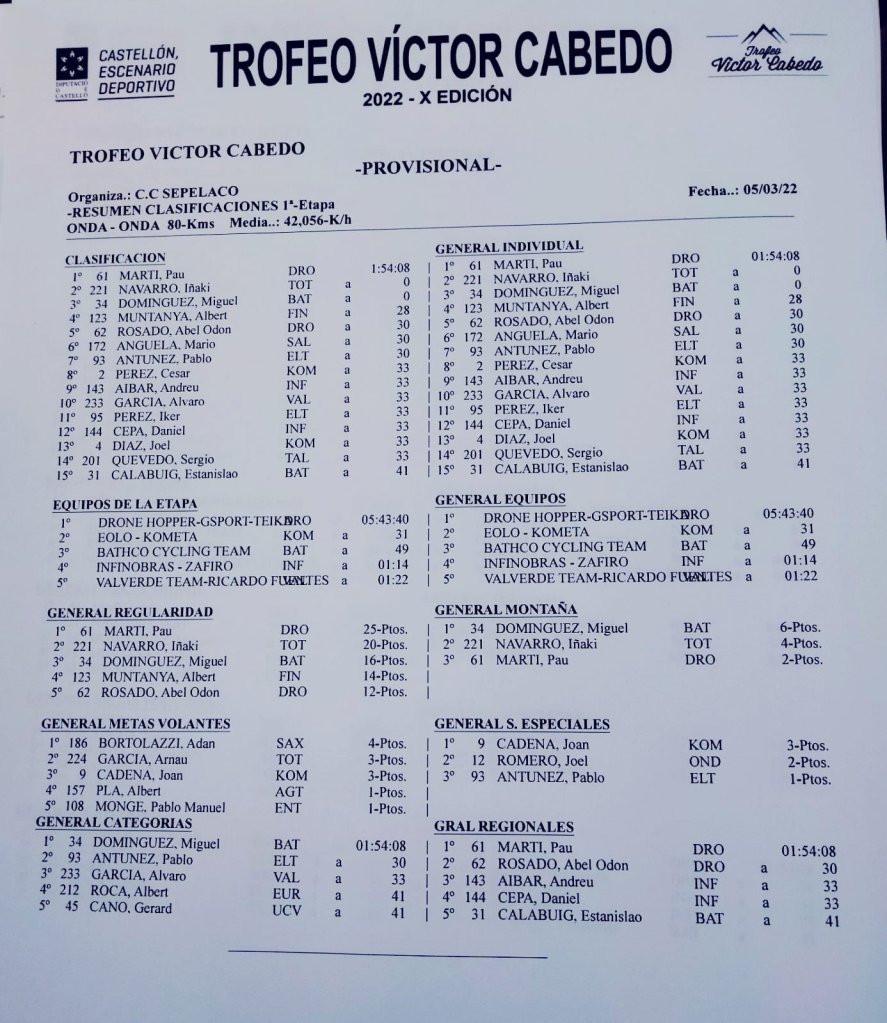 DIPUTACIÓ
DE
CASTELLÓ
CASTELLÓN,
ESCENARIO
DEPORTIVO
TROFEO VÍCTOR CABEDO
2022 - X EDICIÓN
Trofeo
Víctor Cabedo
TROFEO VICTOR CABEDO
-PROVISIONAL-
Organiza.: C.C SEPELACO
Fecha..: 05/03/22
-RESUMEN CLASIFICACIONES 1ª-Etapa
ONDA - ONDA 80-Kms Media..: 42,056-K/h
CLASIFICACION
1º 61 MARTI, Pau DRO 1:54:08
2º 221 NAVARRO, Iñaki TOT a 0
3º 34 DOMINGUEZ, Miguel BAT a 0
4º 123 MUNTANYA, Albert FIN a 28
5º 62 ROSADO, Abel Odon DRO a 30
6º 172 ANGUELA, Mario SAL a 30
7º 93 ANTUNEZ, Pablo ELT a 30
8º 2 PEREZ, Cesar KOM a 33
9º 143 AIBAR, Andreu INF a 33
10º 233 GARCIA, Alvaro VAL a 33
11º 95 PEREZ, Iker ELT a 33
12º 144 CEPA, Daniel INF a 33
13º 4 DIAZ, Joel KOM a 33
14º 201 QUEVEDO, Sergio TAL a 33
15º 31 CALABUIG, Estanislao BAT a 41
GENERAL INDIVIDUAL
1º 61 MARTI, Pau DRO 01:54:08
2º 221 NAVARRO, Iñaki TOT a 0
3º 34 DOMINGUEZ, Miguel BAT a 0
4º 123 MUNTANYA, Albert FIN a 28
5º 62 ROSADO, Abel Odon DRO a 30
6º 172 ANGUELA, Mario SAL a 30
7º 93 ANTUNEZ, Pablo ELT a 30
8º 2 PEREZ, Cesar KOM a 33
9º 143 AIBAR, Andreu INF a 33
10º 233 GARCIA, Alvaro VAL a 33
11º 95 PEREZ, Iker ELT a 33
12º 144 CEPA, Daniel INF a 33
13º 4 DIAZ, Joel KOM a 33
14º 201 QUEVEDO, Sergio TAL a 33
15º 31 CALABUIG, Estanislao BAT a 41
EQUIPOS DE LA ETAPA
1º DRONE HOPPER-GSPORT-TEIKA DRO 05:43:40
2º EOLO - KOMETA KOM a 31
3º BATHCO CYCLING TEAM BAT a 49
4º INFINOBRAS - ZAFIRO INF a 01:14
5º VALVERDE TEAM-RICARDO FUENTES VAL a 01:22
GENERAL EQUIPOS
1º DRONE HOPPER-GSPORT-TEIKA DRO 05:43:40
2º EOLO - KOMETA KOM a 31
3º BATHCO CYCLING TEAM BAT a 49
4º INFINOBRAS - ZAFIRO INF a 01:14
5º VALVERDE TEAM-RICARDO FUENTES VAL a 01:22
GENERAL REGULARIDAD
1º 61 MARTI, Pau DRO 25-Ptos.
2º 221 NAVARRO, Iñaki TOT 20-Ptos.
3º 34 DOMINGUEZ, Miguel BAT 16-Ptos.
4º 123 MUNTANYA, Albert FIN 14-Ptos.
5º 62 ROSADO, Abel Odon DRO 12-Ptos.
GENERAL MONTAÑA
1º 34 DOMINGUEZ, Miguel BAT 6-Ptos.
2º 221 NAVARRO, Iñaki TOT 4-Ptos.
3º 61 MARTI, Pau DRO 2-Ptos.
GENERAL METAS VOLANTES
1º 186 BORTOLAZZI, Adan SAX 4-Ptos.
2º 224 GARCIA, Arnau TOT 3-Ptos.
3º 9 CADENA, Joan KOM 3-Ptos.
4º 157 PLA, Albert AGT 1-Ptos.
5º 108 MONGE, Pablo Manuel ENT 1-Ptos.
GENERAL S. ESPECIALES
1º 9 CADENA, Joan KOM 3-Ptos.
2º 12 ROMERO, Joel OND 2-Ptos.
3º 93 ANTUNEZ, Pablo ELT 1-Ptos.
GENERAL CATEGORIAS
1º 34 DOMINGUEZ, Miguel BAT 01:54:08
2º 93 ANTUNEZ, Pablo ELT a 30
3º 233 GARCIA, Alvaro VAL a 33
4º 212 ROCA, Albert EUR a 41
5º 45 CANO, Gerard UCV a 41
GRAL REGIONALES
1º 61 MARTI, Pau DRO 01:54:08
2º 62 ROSADO, Abel Odon DRO a 30
3º 143 AIBAR, Andreu INF a 33
4º 144 CEPA, Daniel INF a 33
5º 31 CALABUIG, Estanislao BAT a 41